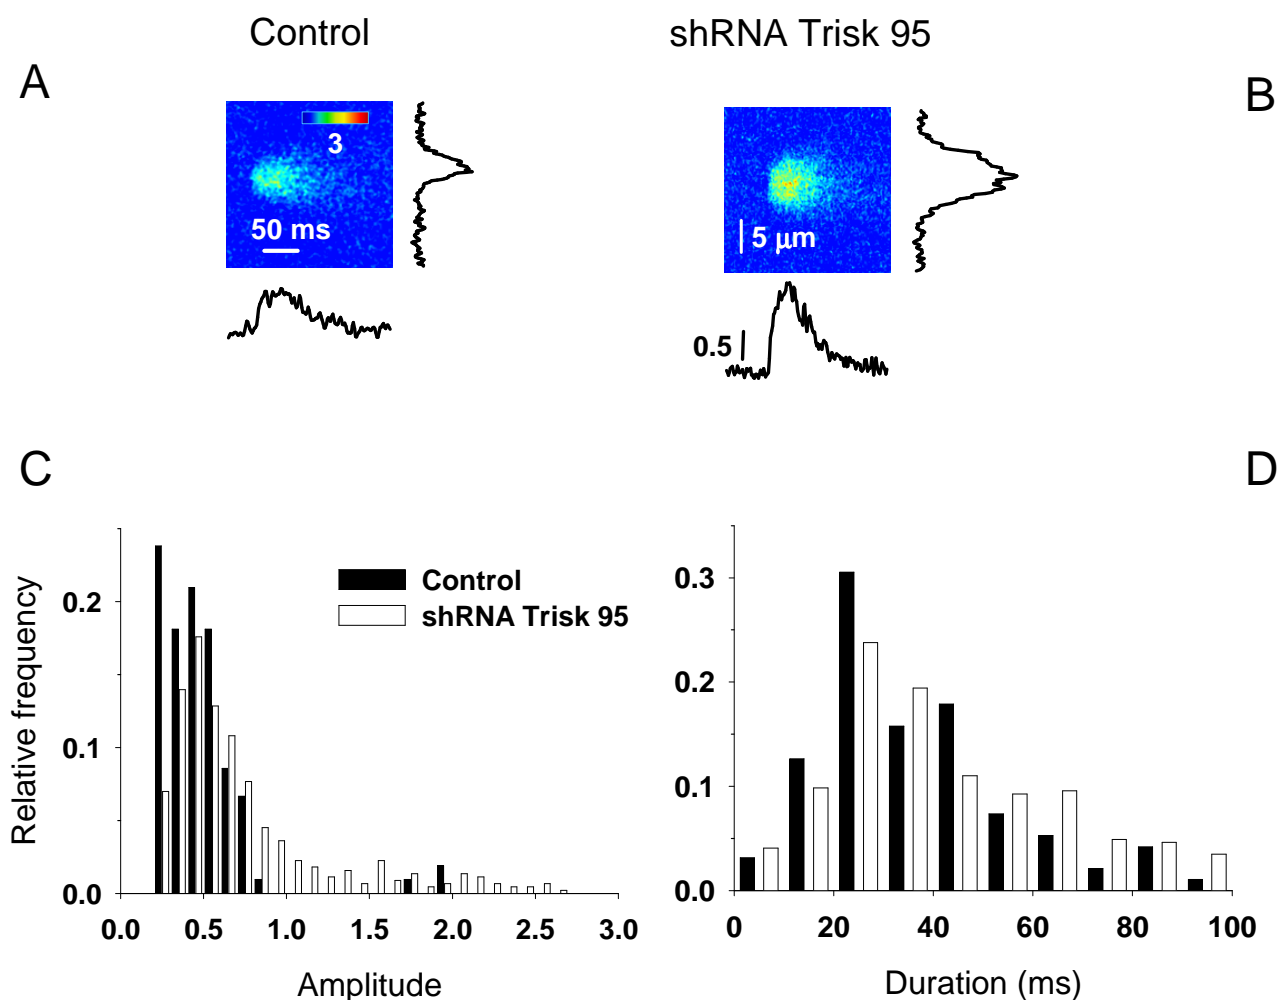 Control
shRNA Trisk 95
A
B
3
50 ms
5 μm
0.5
C
D
Control
shRNA Trisk 95
Relative frequency
0.2
0.1
0.0
0.0 0.5 1.0 1.5 2.0 2.5 3.0
Amplitude
0.3
0.2
0.1
0.0
0 20 40 60 80 100
Duration (ms)